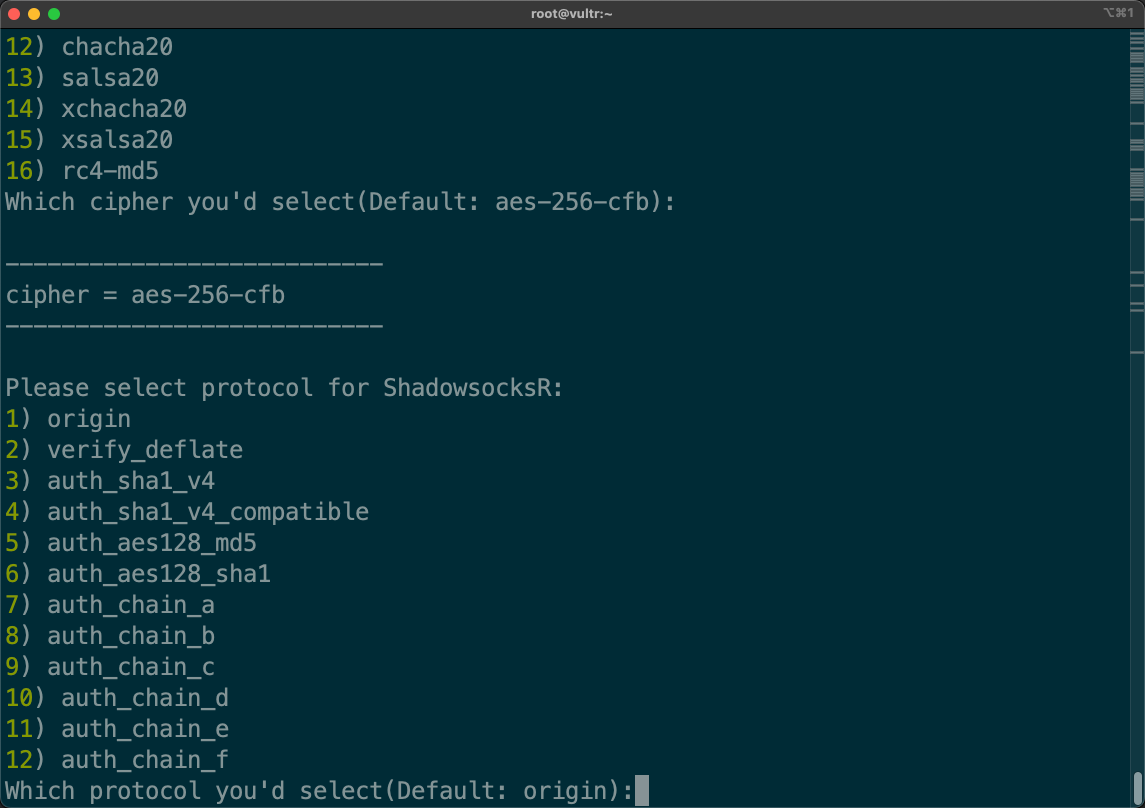 root@vultr:~
⌥⌘1
12) chacha20
13) salsa20
14) xchacha20
15) xsalsa20
16) rc4-md5
Which cipher you'd select(Default: aes-256-cfb):
---------------------------
cipher = aes-256-cfb
---------------------------
Please select protocol for ShadowsocksR:
1) origin
2) verify_deflate
3) auth_sha1_v4
4) auth_sha1_v4_compatible
5) auth_aes128_md5
6) auth_aes128_sha1
7) auth_chain_a
8) auth_chain_b
9) auth_chain_c
10) auth_chain_d
11) auth_chain_e
12) auth_chain_f
Which protocol you'd select(Default: origin):